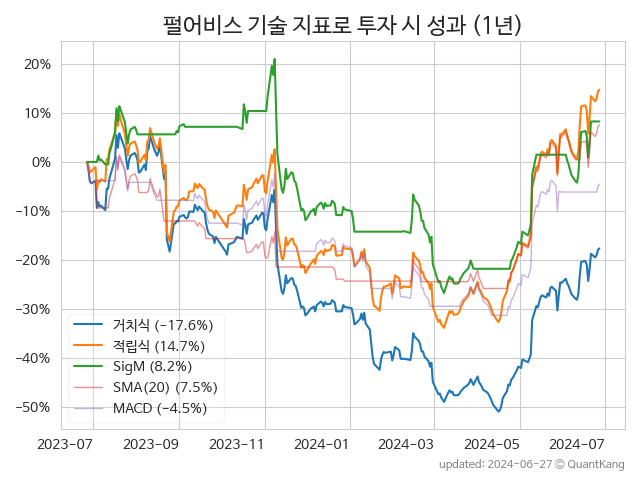 펄어비스 기술 지표로 투자 시 성과 (1년)
20%
10%
0%
−10%
−20%
−30%
−40%
−50%
거치식 (−17.6%)
적립식 (14.7%)
SigM (8.2%)
SMA(20) (7.5%)
MACD (−4.5%)
2023-07 2023-09 2023-11 2024-01 2024-03 2024-05 2024-07
updated: 2024-06-27 © QuantKang